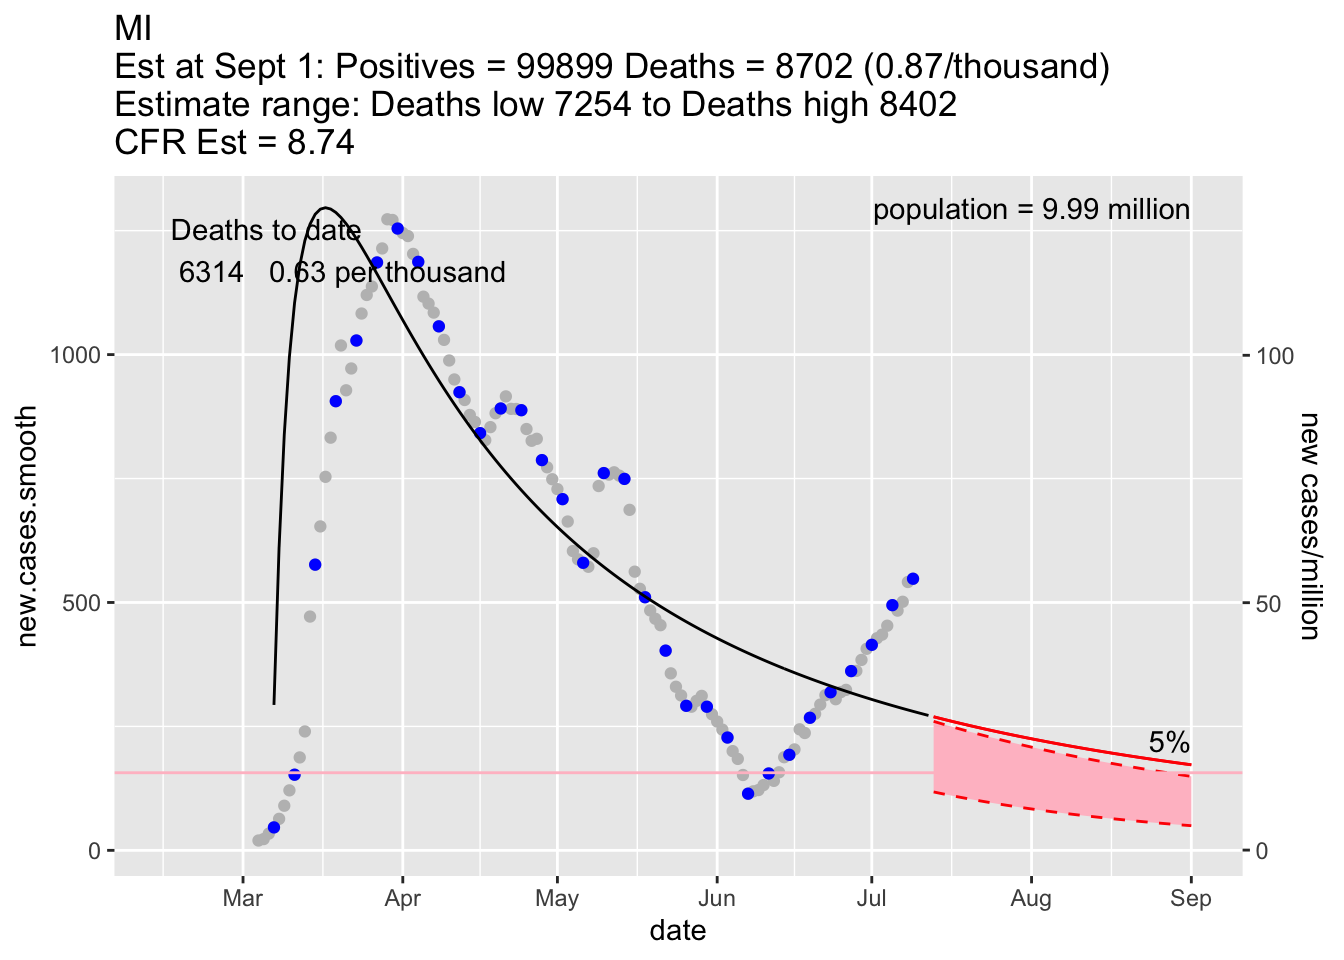 MI
Est at Sept 1: Positives = 99899 Deaths = 8702 (0.87/thousand)
Estimate range: Deaths low 7254 to Deaths high 8402
CFR Est = 8.74
population = 9.99 million
Deaths to date
6314 0.63 per thousand
1000
500
0
new.cases.smooth
100
50
0
new cases/million
5%
Mar Apr May Jun Jul Aug Sep
date